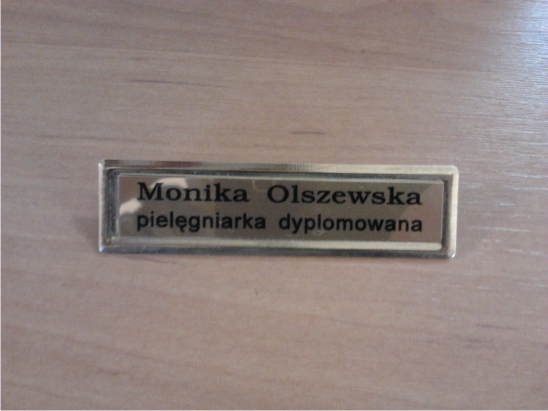 Monika Olszewska
pielęgniarka dyplomowana